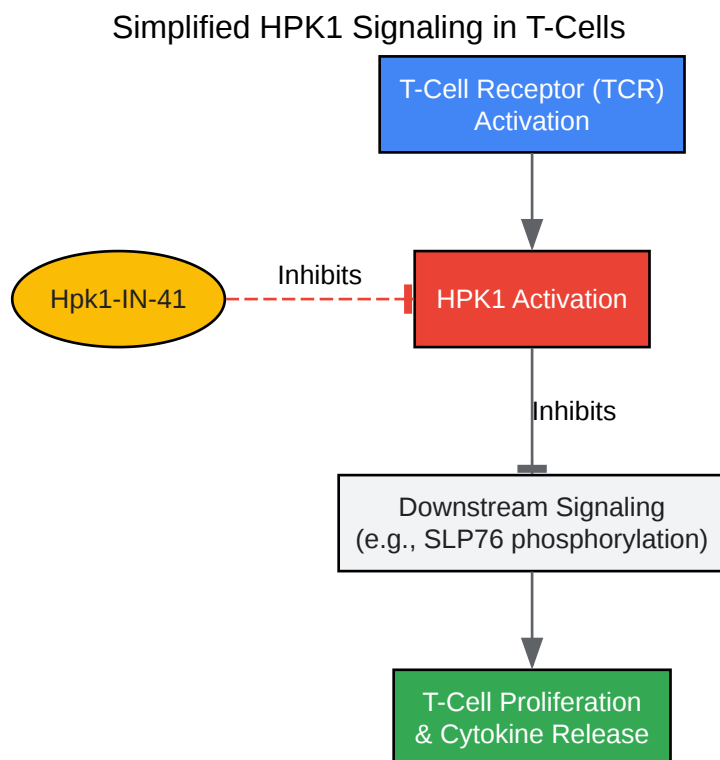 Simplified HPK1 Signaling in T-Cells
T-Cell Receptor (TCR)
Activation
Inhibits
Hpk1-IN-41
HPK1 Activation
Inhibits
Downstream Signaling
(e.g., SLP76 phosphorylation)
T-Cell Proliferation
& Cytokine Release